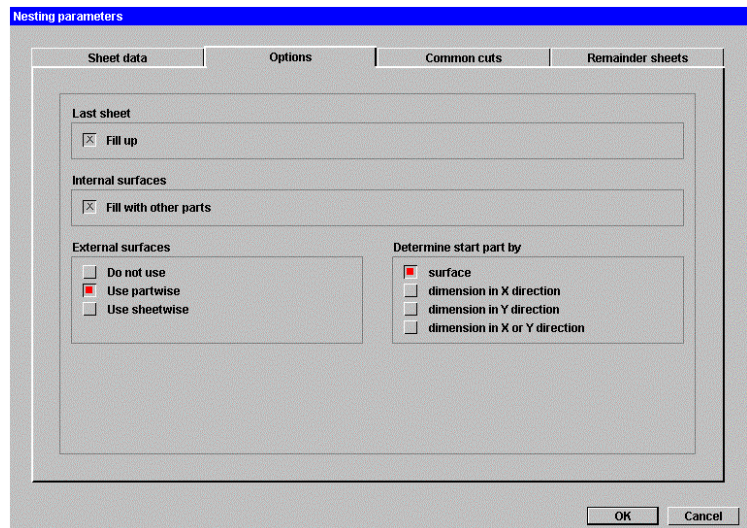 Nesting parameters
Sheet data Options Common cuts Remainder sheets
Last sheet
X Fill up
Internal surfaces
X Fill with other parts
External surfaces
Do not use
Use partwise
Use sheetwise
Determine start part by
surface
dimension in X direction
dimension in Y direction
dimension in X or Y direction
OK Cancel